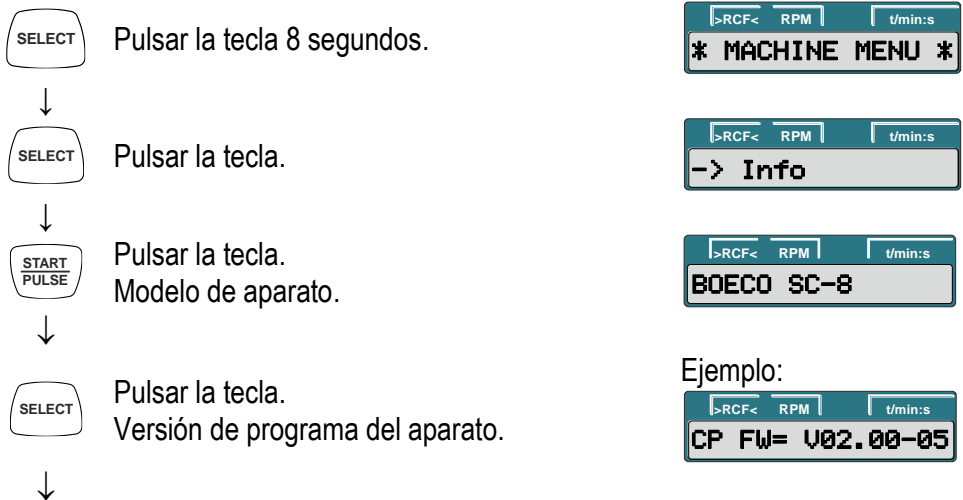 SELECT
Pulsar la tecla 8 segundos.
>RCF< RPM t/min:s
* MACHINE MENU *
↓
SELECT
Pulsar la tecla.
>RCF< RPM t/min:s
-> Info
↓
START
PULSE
Pulsar la tecla.
Modelo de aparato.
>RCF< RPM t/min:s
BOECO SC-8
↓
SELECT
Pulsar la tecla.
Versión de programa del aparato.
Ejemplo:
>RCF< RPM t/min:s
CP FW= V02.00-05
↓